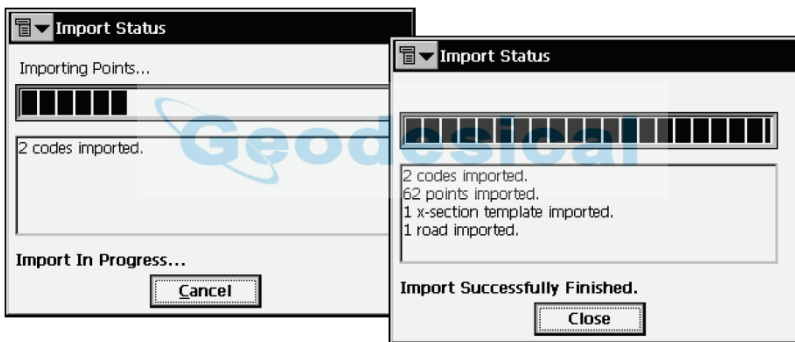 Import Status
Importing Points...
2 codes imported.
Import In Progress...
Cancel
Import Status
2 codes imported.
62 points imported.
1 x-section template imported.
1 road imported.
Import Successfully Finished.
Close
Geodesical